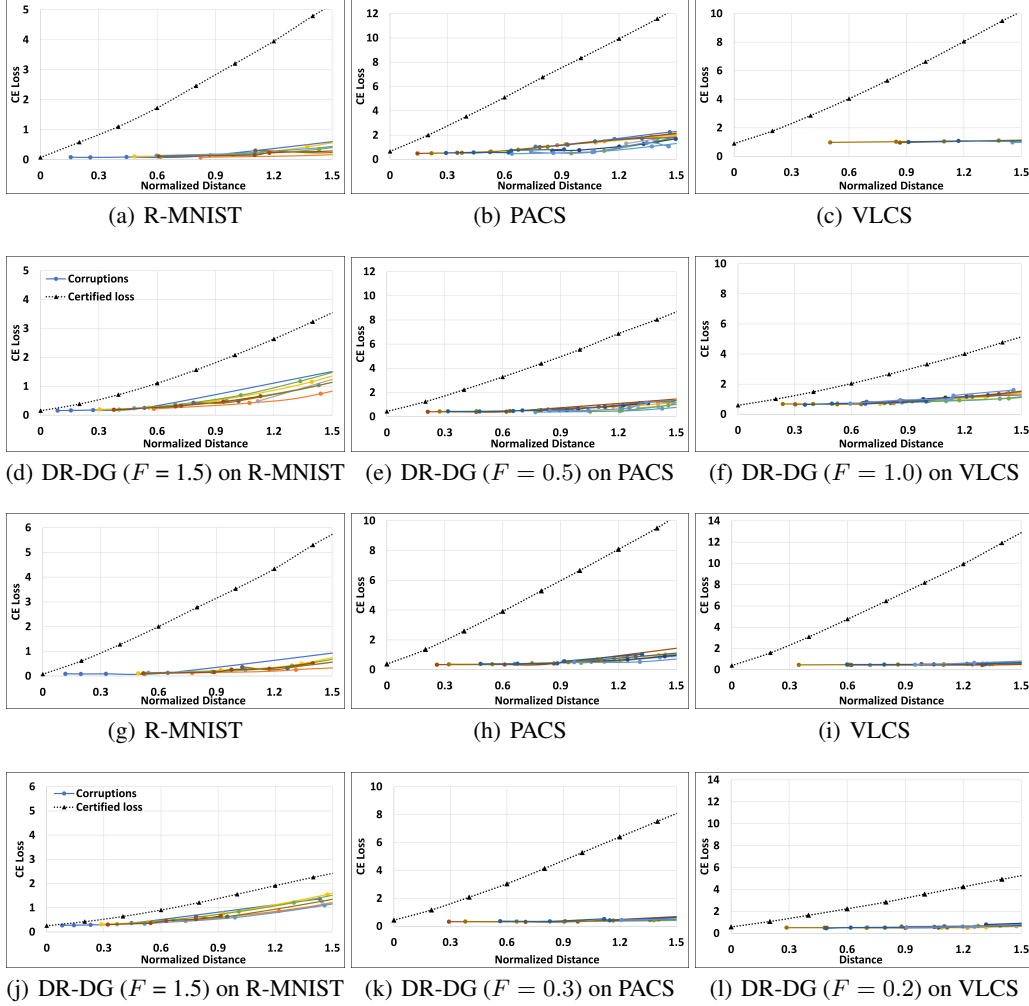 5
4
3
2
1
0
CE Loss
0 0.3 0.6 0.9 1.2 1.5
Normalized Distance
(a) R-MNIST
12
10
8
6
4
2
0
CE Loss
0 0.3 0.6 0.9 1.2 1.5
Normalized Distance
(b) PACS
10
8
6
4
2
0
CE Loss
0 0.3 0.6 0.9 1.2 1.5
Normalized Distance
(c) VLCS
5
4
3
2
1
0
CE Loss
Corruptions
Certified loss
0 0.3 0.6 0.9 1.2 1.5
Normalized Distance
(d) DR-DG (F = 1.5) on R-MNIST
12
10
8
6
4
2
0
CE Loss
0 0.3 0.6 0.9 1.2 1.5
Normalized Distance
(e) DR-DG (F = 0.5) on PACS
10
8
6
4
2
0
CE Loss
0 0.3 0.6 0.9 1.2 1.5
Normalized Distance
(f) DR-DG (F = 1.0) on VLCS
6
5
4
3
2
1
0
CE Loss
0 0.3 0.6 0.9 1.2 1.5
Normalized Distance
(g) R-MNIST
10
8
6
4
2
0
CE Loss
0 0.3 0.6 0.9 1.2 1.5
Normalized Distance
(h) PACS
14
12
10
8
6
4
2
0
CE Loss
0 0.3 0.6 0.9 1.2 1.5
Normalized Distance
(i) VLCS
6
5
4
3
2
1
0
CE Loss
Corruptions
Certified loss
0 0.3 0.6 0.9 1.2 1.5
Normalized Distance
(j) DR-DG (F = 1.5) on R-MNIST
10
8
6
4
2
0
CE Loss
0 0.3 0.6 0.9 1.2 1.5
Normalized Distance
(k) DR-DG (F = 0.3) on PACS
14
12
10
8
6
4
2
0
CE Loss
0 0.3 0.6 0.9 1.2 1.5
Distance
(l) DR-DG (F = 0.2) on VLCS